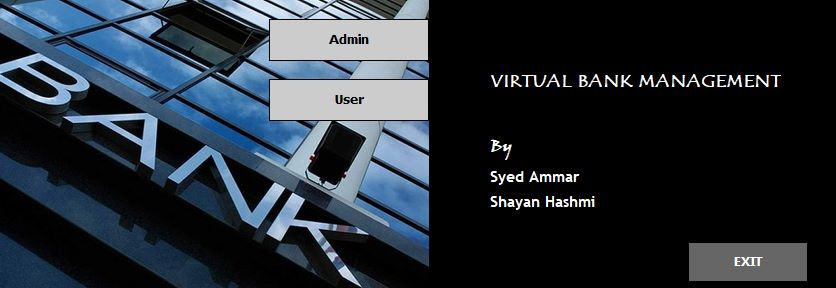 Admin
User
BANK
VIRTUAL BANK MANAGEMENT
By
Syed Ammar
Shayan Hashmi
EXIT